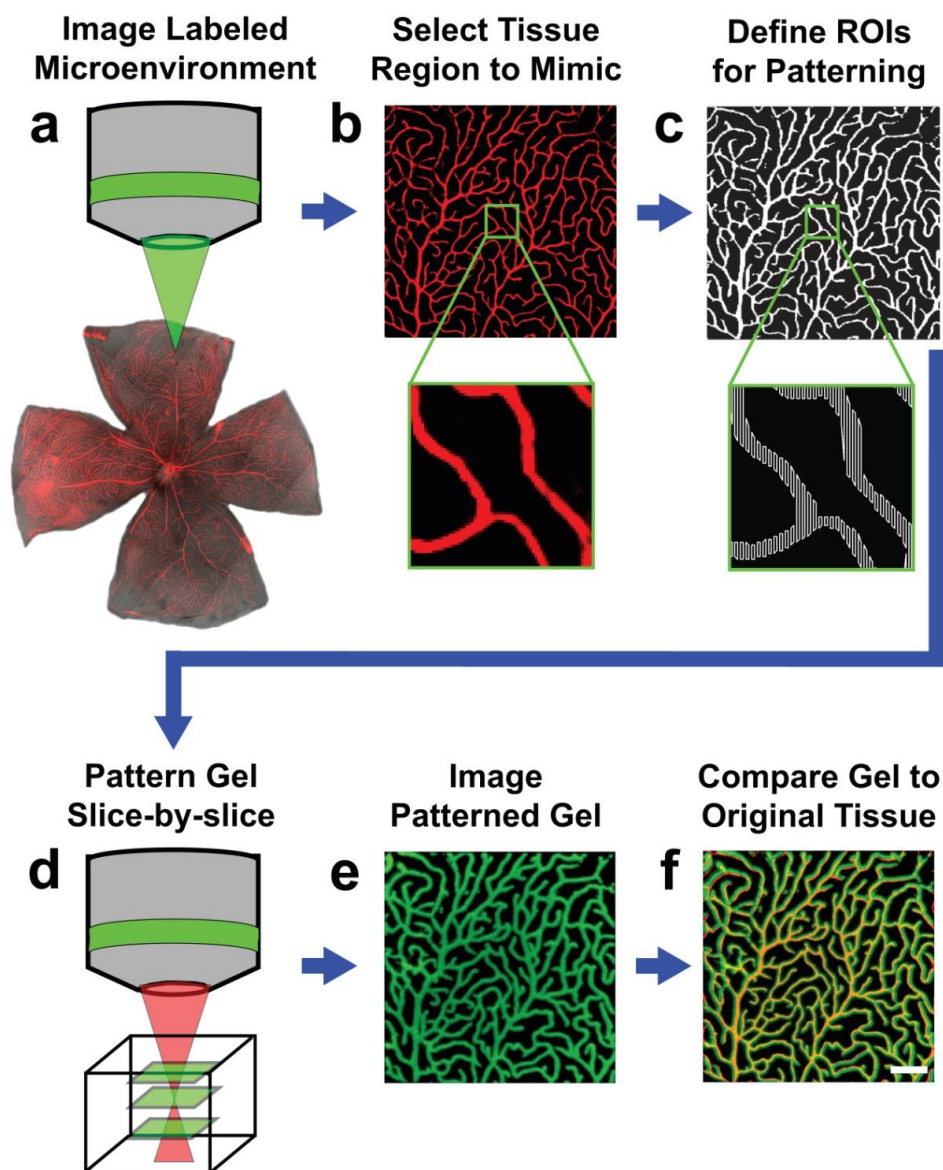 Image Labeled
Microenvironment
a
Select Tissue
Region to Mimic
b
Define ROIs
for Patterning
c
Pattern Gel
Slice-by-slice
d
Image
Patterned Gel
e
Compare Gel to
Original Tissue
f